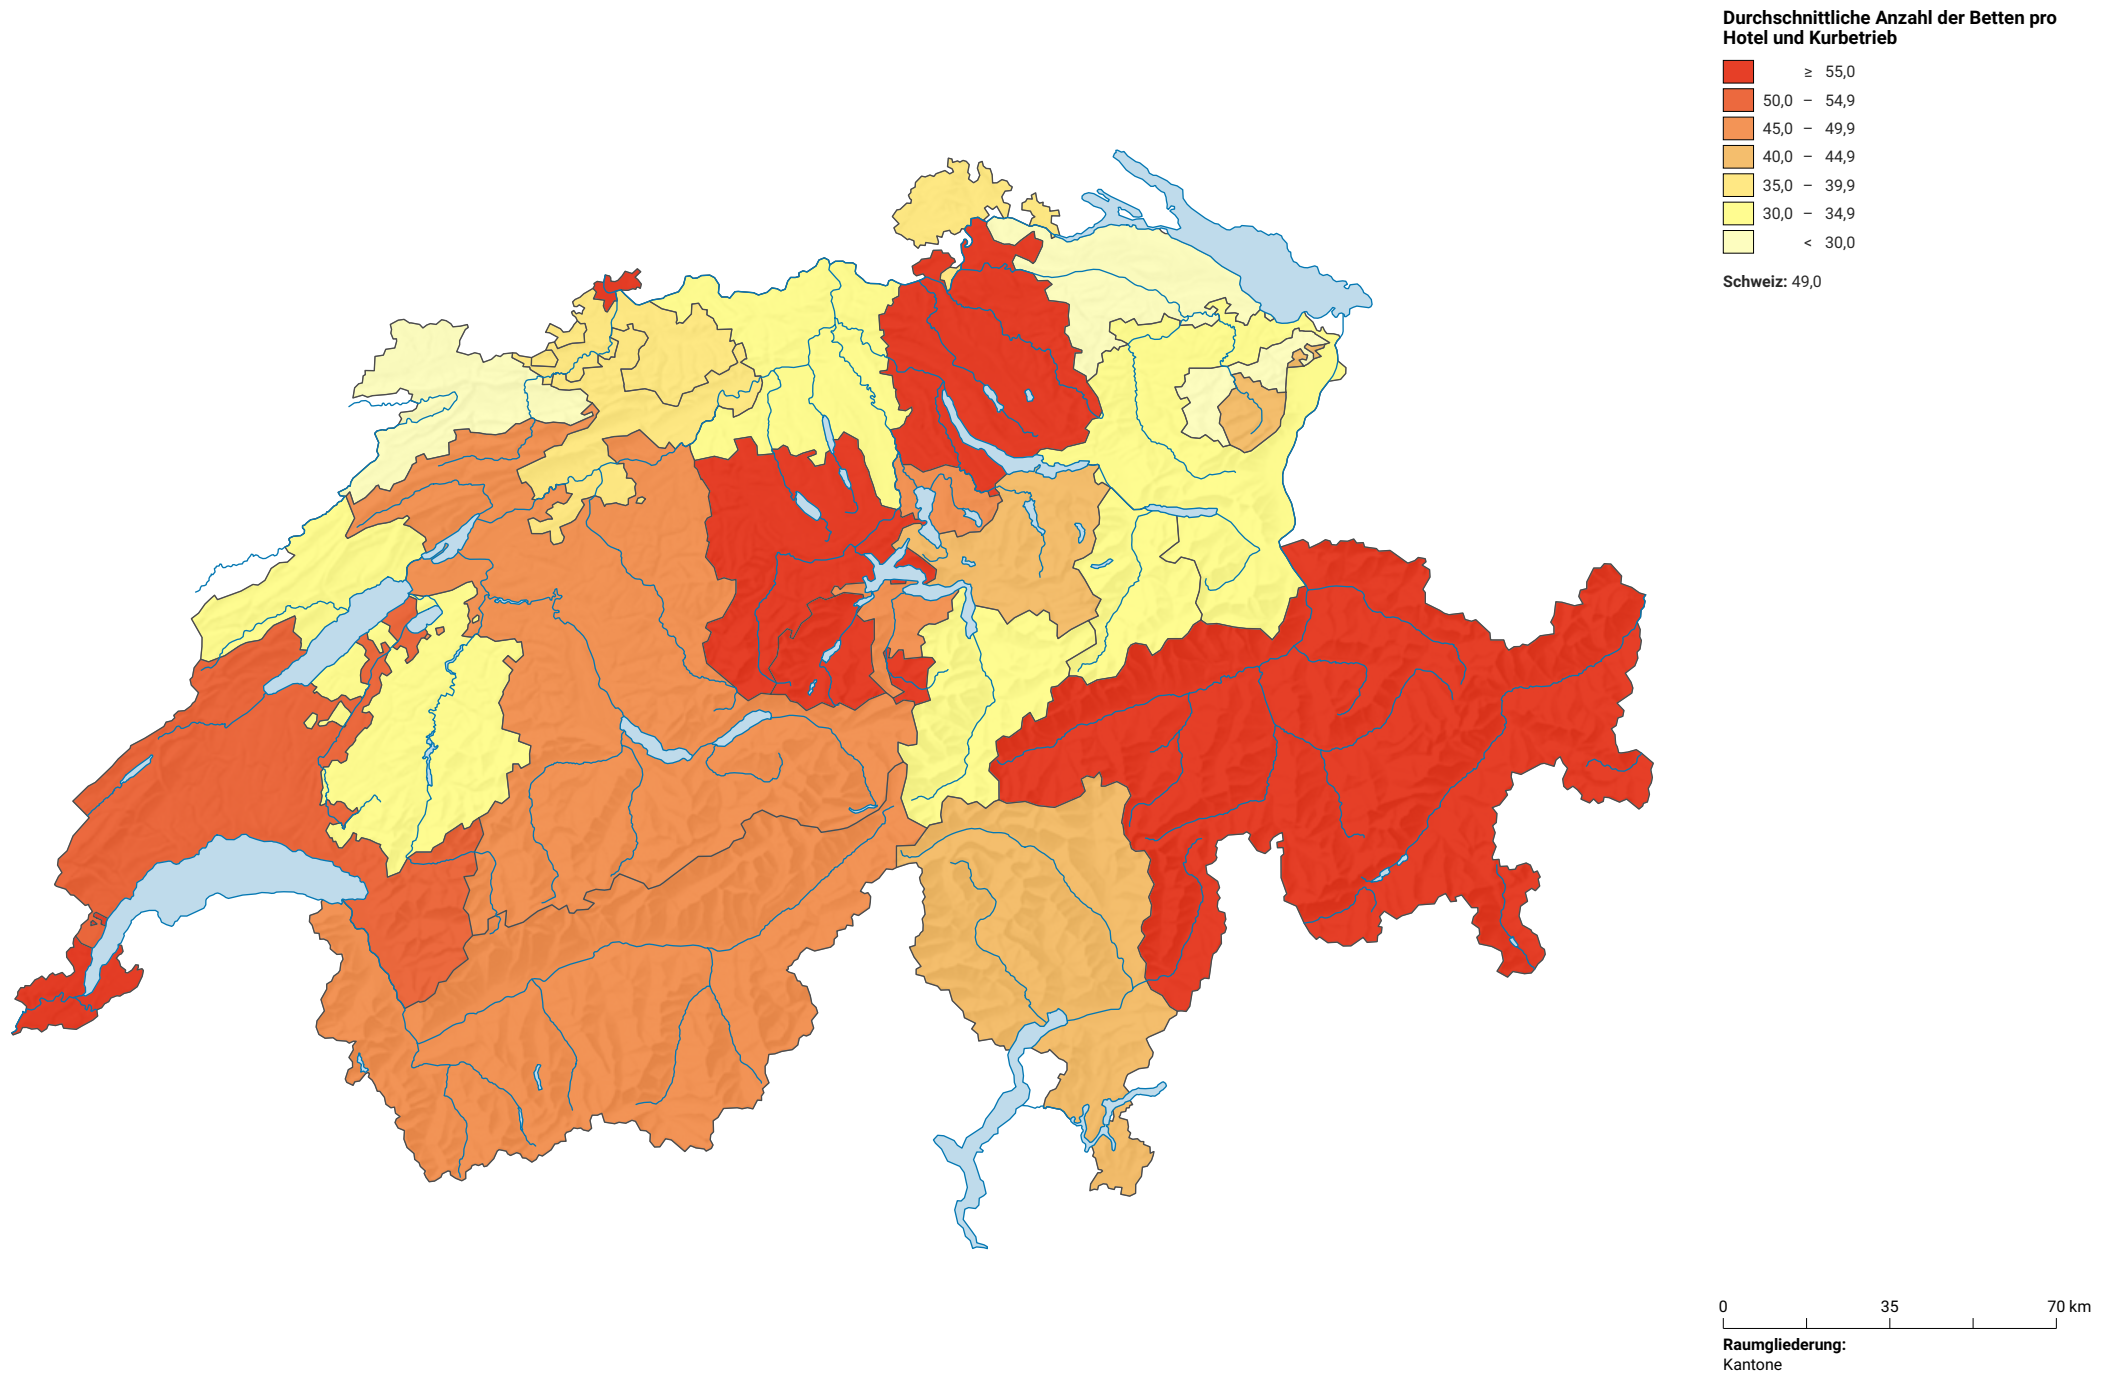 Durchschnittliche Anzahl der Betten pro
Hotel und Kurbetrieb
≥ 55,0
50,0 – 54,9
45,0 – 49,9
40,0 – 44,9
35,0 – 39,9
30,0 – 34,9
< 30,0
Schweiz: 49,0
0 35 70 km
Raumgliederung:
Kantone